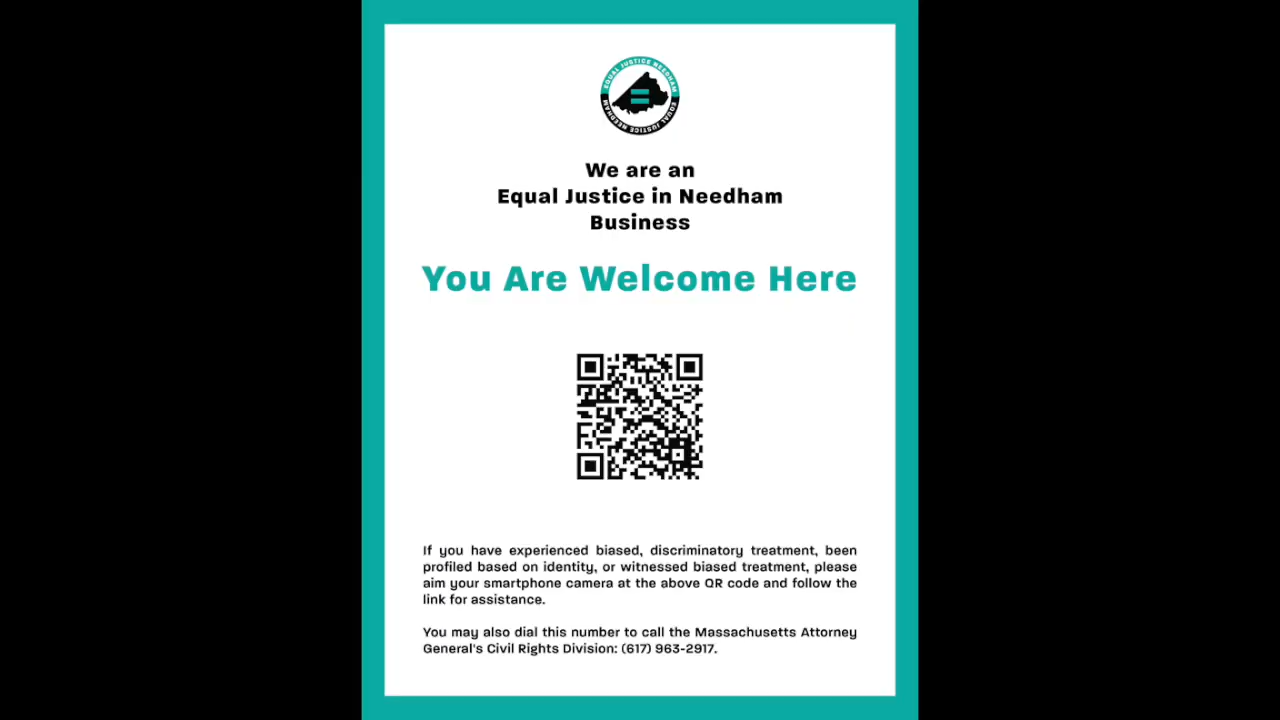 EQUAL JUSTICE NEEDHAM
EQUAL JUSTICE NEEDHAM
We are an
Equal Justice in Needham
Business
You Are Welcome Here
If you have experienced biased, discriminatory treatment, been
profiled based on identity, or witnessed biased treatment, please
aim your smartphone camera at the above QR code and follow the
link for assistance.
You may also dial this number to call the Massachusetts Attorney
General's Civil Rights Division: (617) 963-2917.